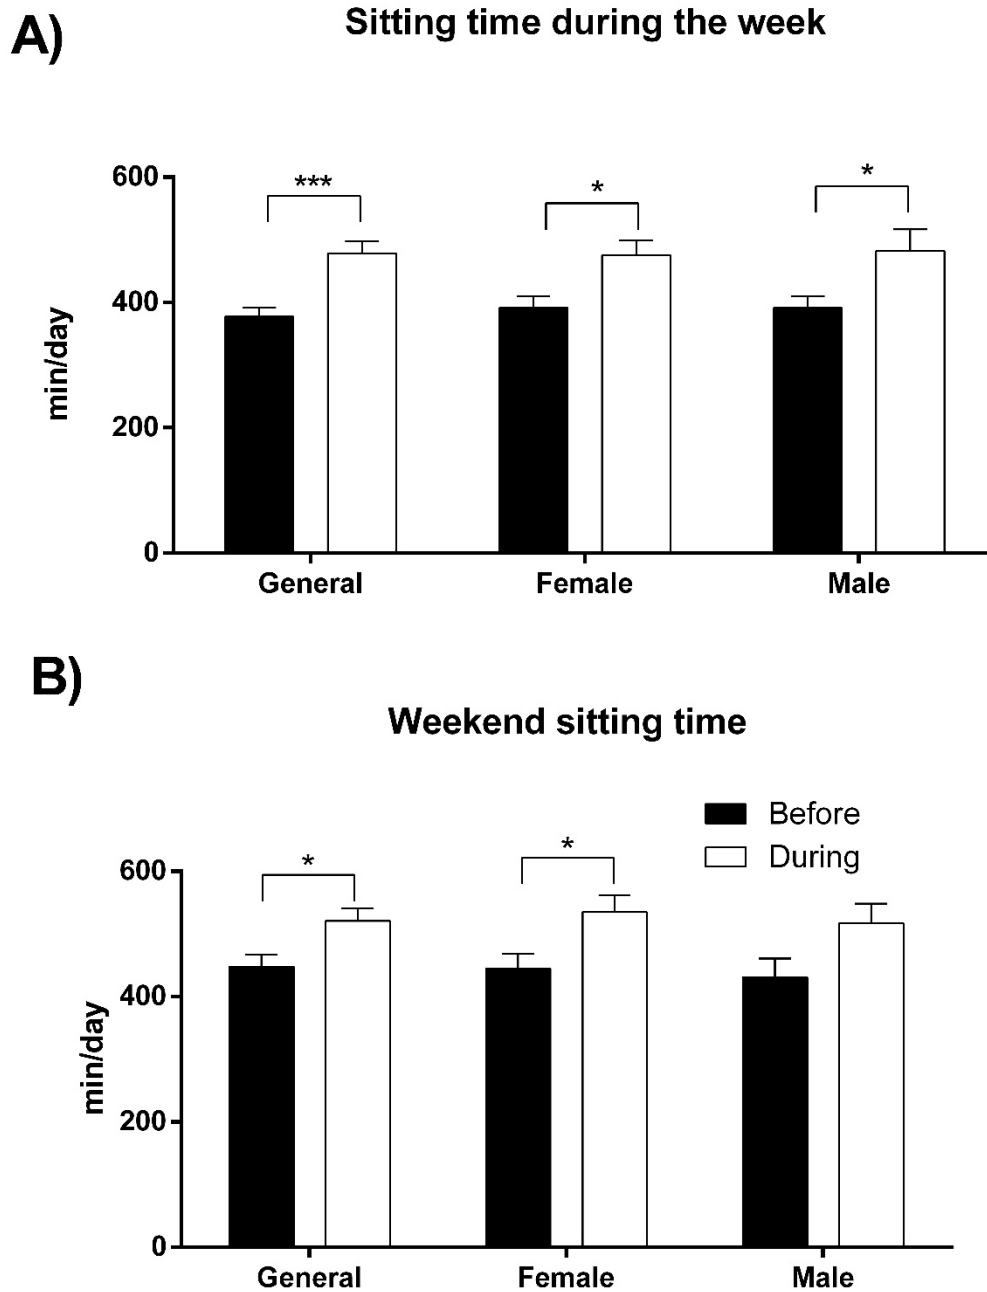 A)
Sitting time during the week
600
400
200
0
min/day
***
*
*
General Female Male
B)
Weekend sitting time
Before
During
600
400
200
0
min/day
*
*
General Female Male